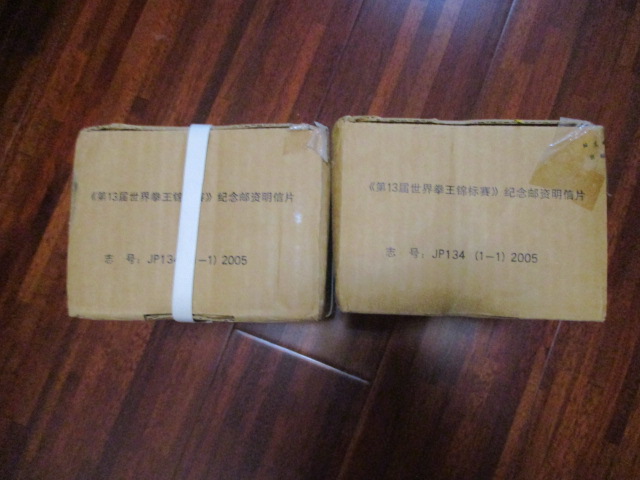 《第13届世界拳王锦 赛》纪念邮资明信片
志 号：JP134 (1-1) 2005
《第13届世界拳王锦标赛》纪念邮资明信片
志 号：JP134 (1-1) 2005